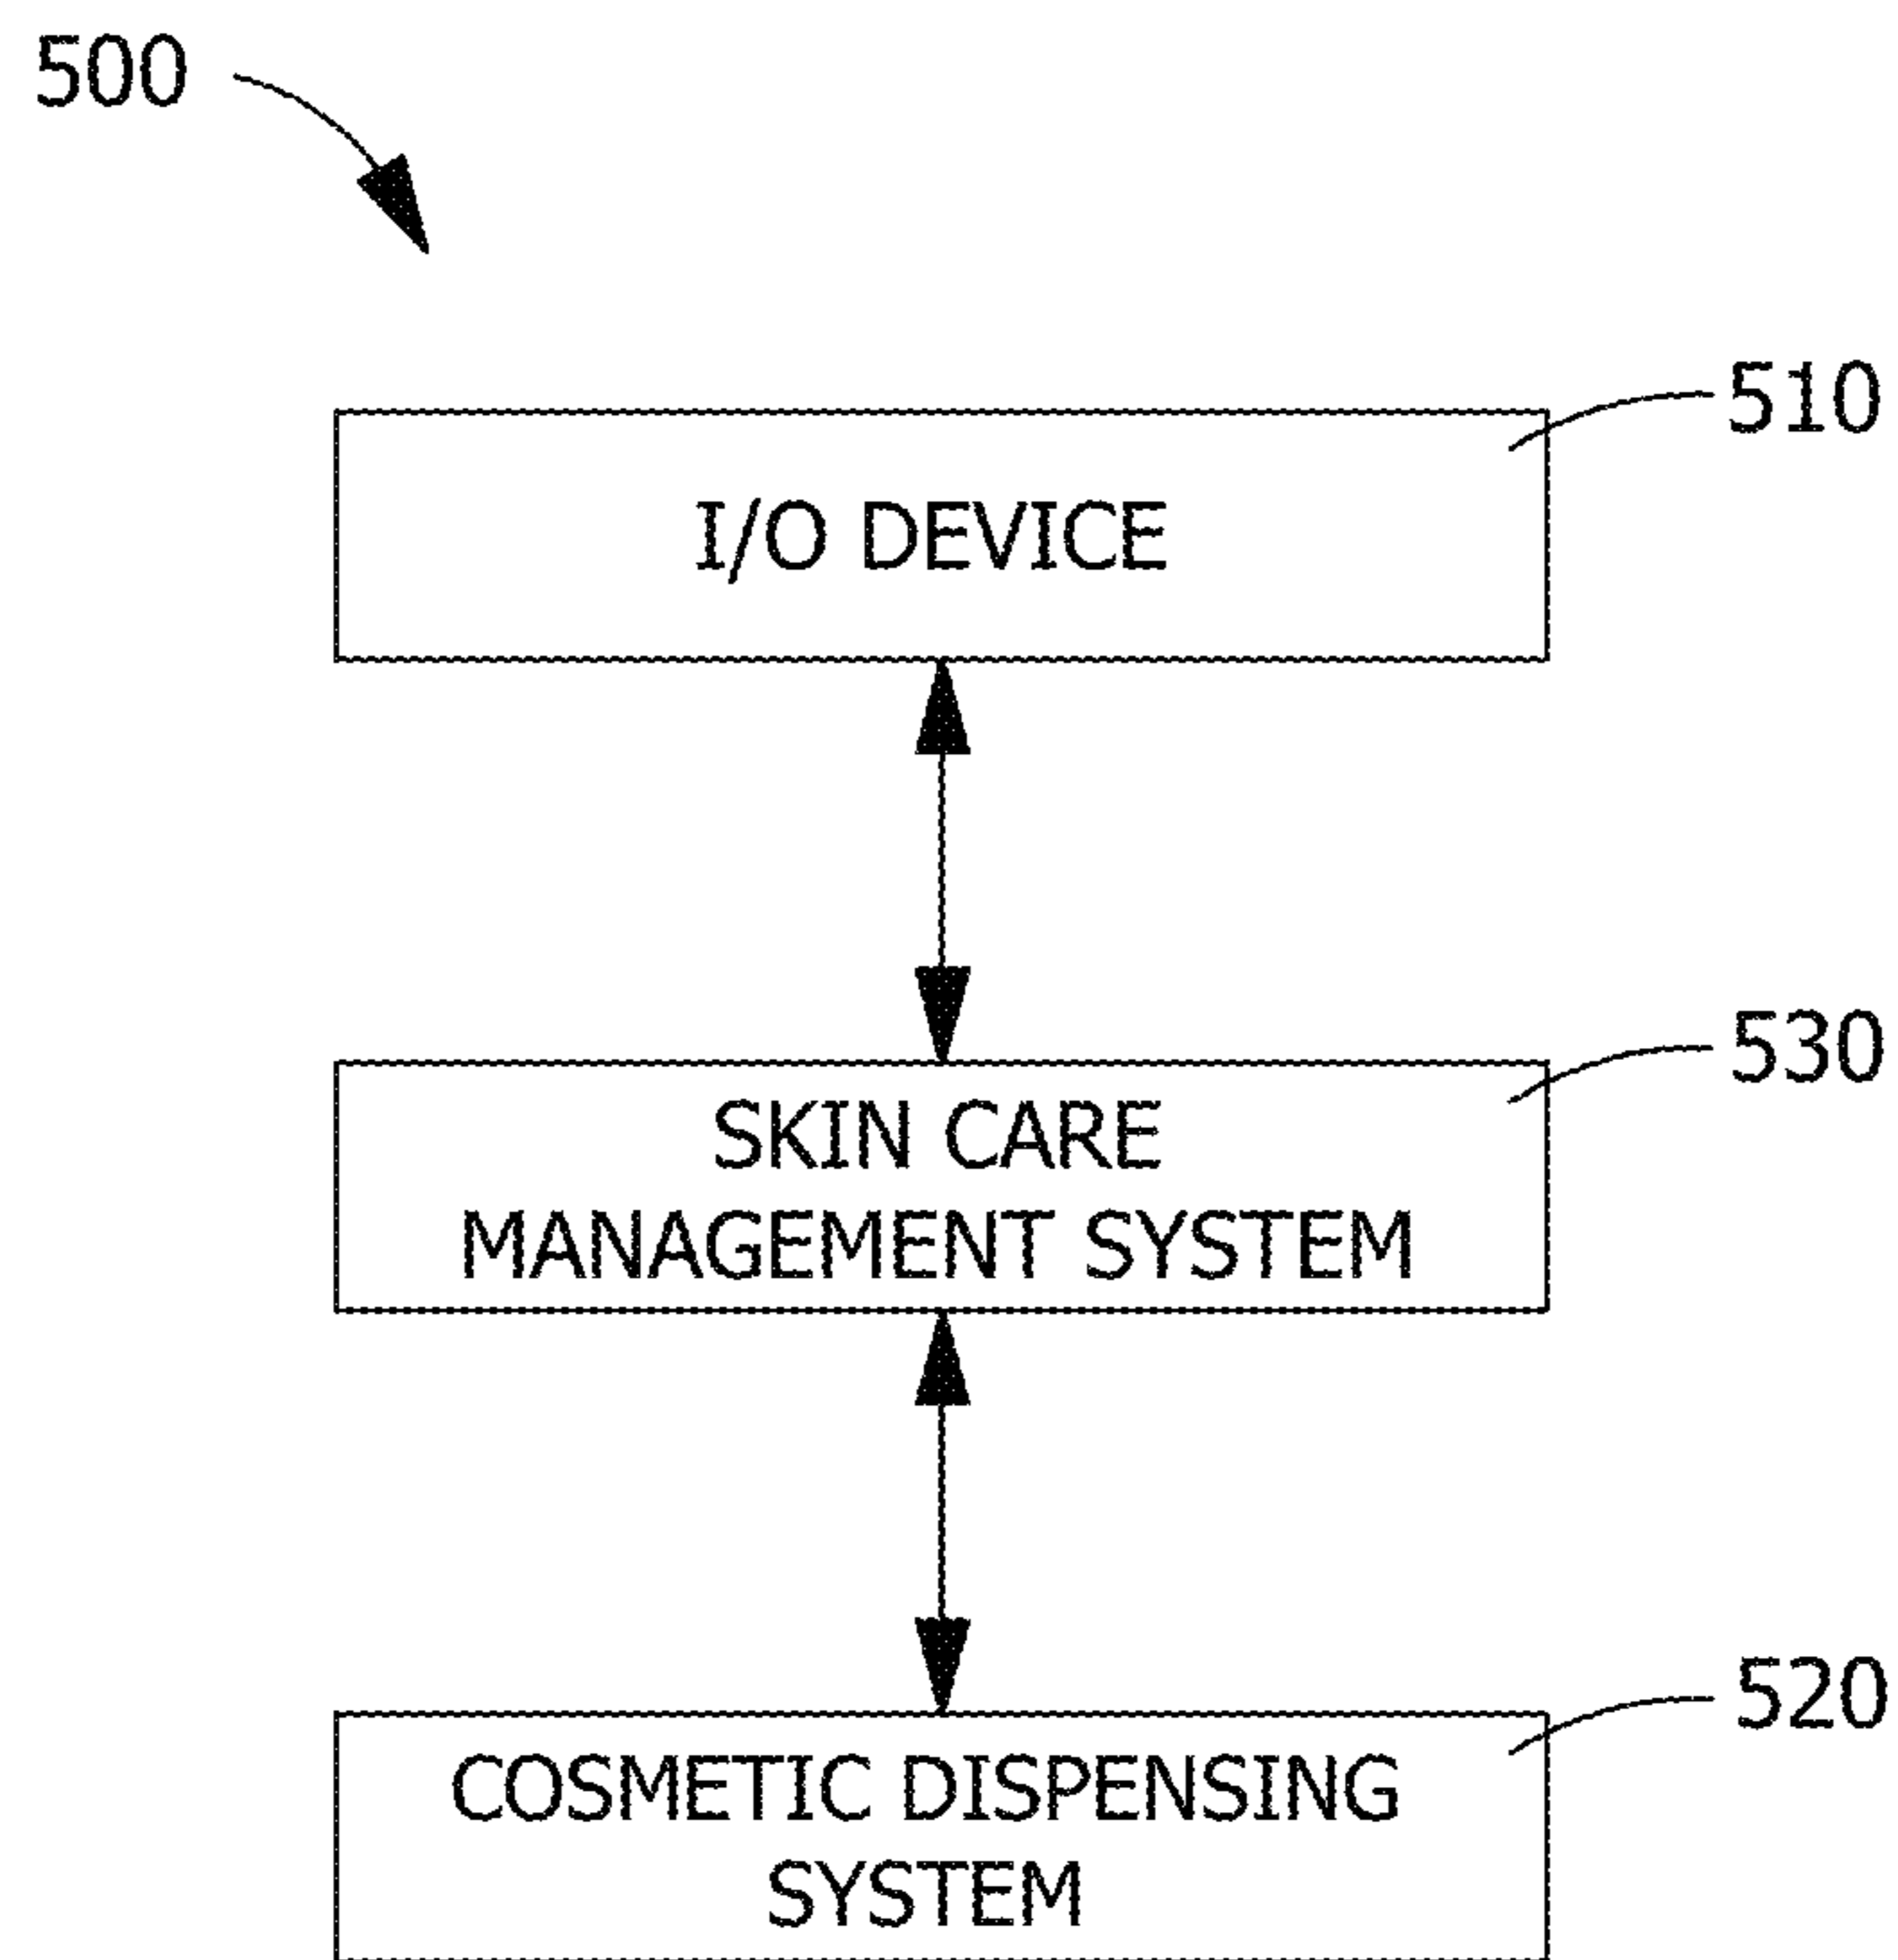 500
510
I/O DEVICE
530
SKIN CARE
MANAGEMENT SYSTEM
520
COSMETIC DISPENSING
SYSTEM